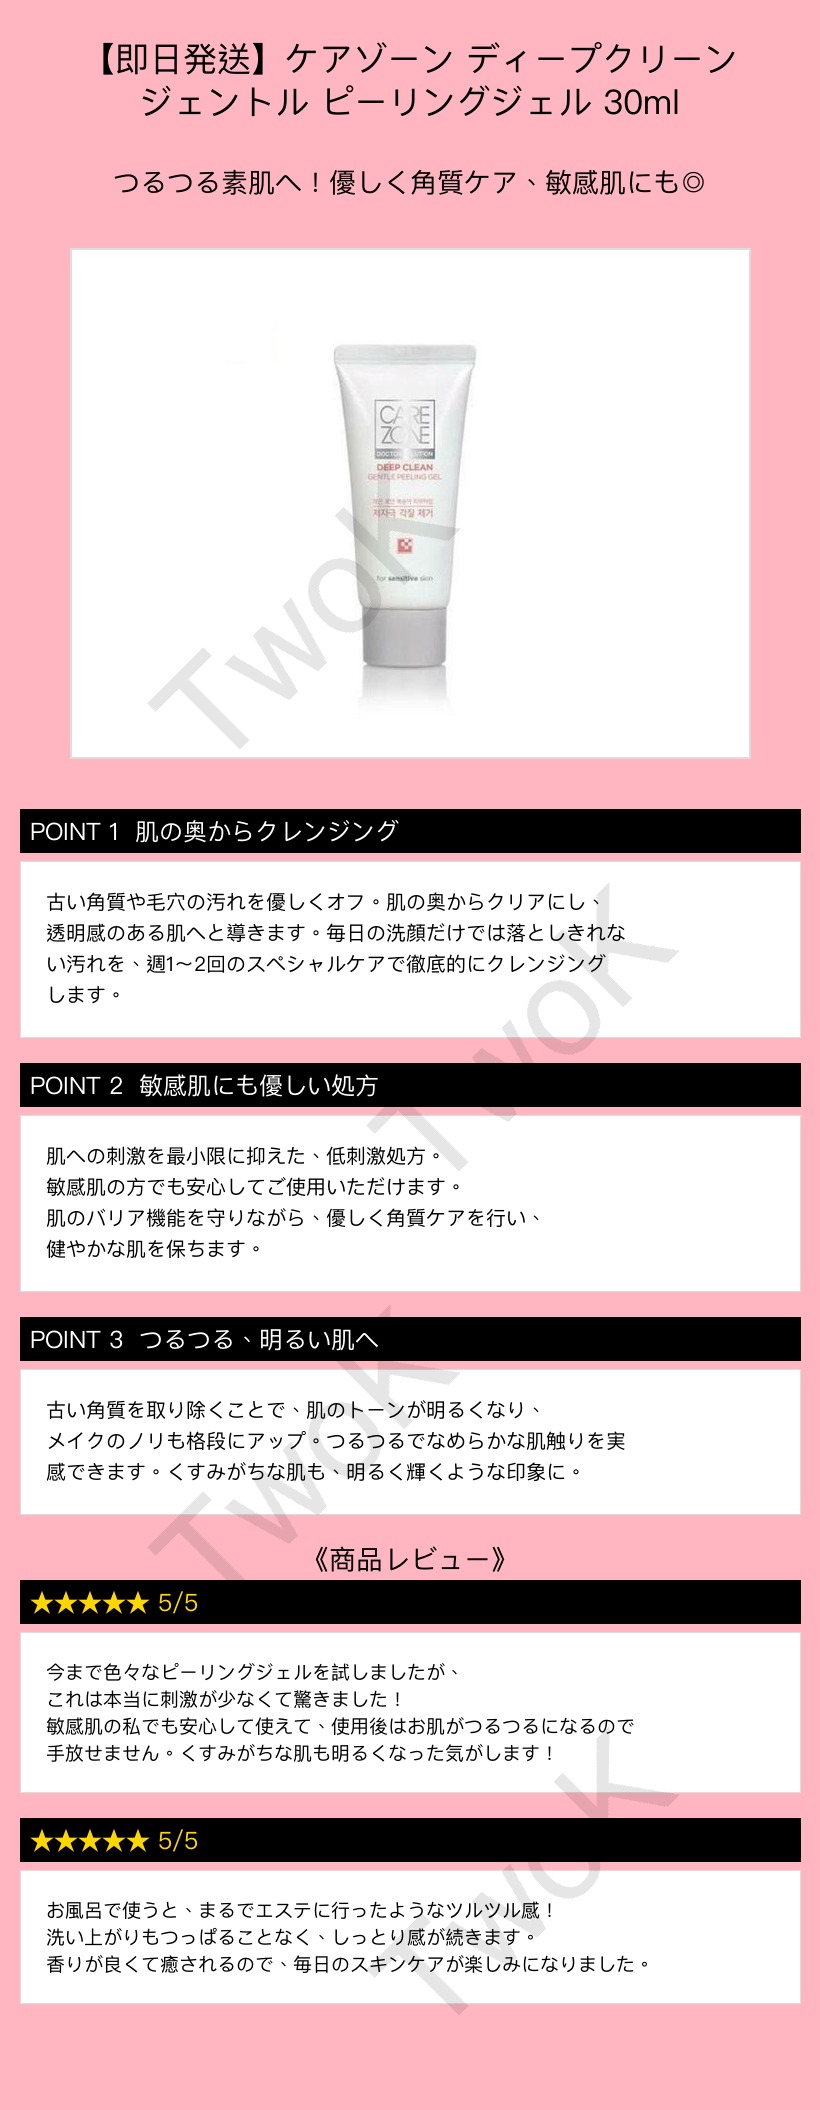 【即日発送】ケアゾーン ディープクリーン
ジェントル ピーリングジェル 30ml
つるつる素肌へ！優しく角質ケア、敏感肌にも◎
CARE
ZONE
DEEP CLEAN
GENTLE PEELING GEL
저자극 각질 제거
for sensitive skin
TwoK
POINT 1 肌の奥からクレンジング
古い角質や毛穴の汚れを優しくオフ。肌の奥からクリアにし、
透明感のある肌へと導きます。毎日の洗顔だけでは落としきれな
い汚れを、週1〜2回のスペシャルケアで徹底的にクレンジング
します。
TwoK
POINT 2 敏感肌にも優しい処方
肌への刺激を最小限に抑えた、低刺激処方。
敏感肌の方でも安心してご使用いただけます。
肌のバリア機能を守りながら、優しく角質ケアを行い、
健やかな肌を保ちます。
POINT 3 つるつる、明るい肌へ
古い角質を取り除くことで、肌のトーンが明るくなり、
メイクのノリも格段にアップ。つるつるでなめらかな肌触りを実
感できます。くすみがちな肌も、明るく輝くような印象に。
TwoK
《商品レビュー》
★★★★★ 5/5
今まで色々なピーリングジェルを試しましたが、
これは本当に刺激が少なくて驚きました！
敏感肌の私でも安心して使えて、使用後はお肌がつるつるになるので
手放せません。くすみがちな肌も明るくなった気がします！
★★★★★ 5/5
TwoK
お風呂で使うと、まるでエステに行ったようなツルツル感！
洗い上がりもつっぱることなく、しっとり感が続きます。
香りが良くて癒されるので、毎日のスキンケアが楽しみになりました。